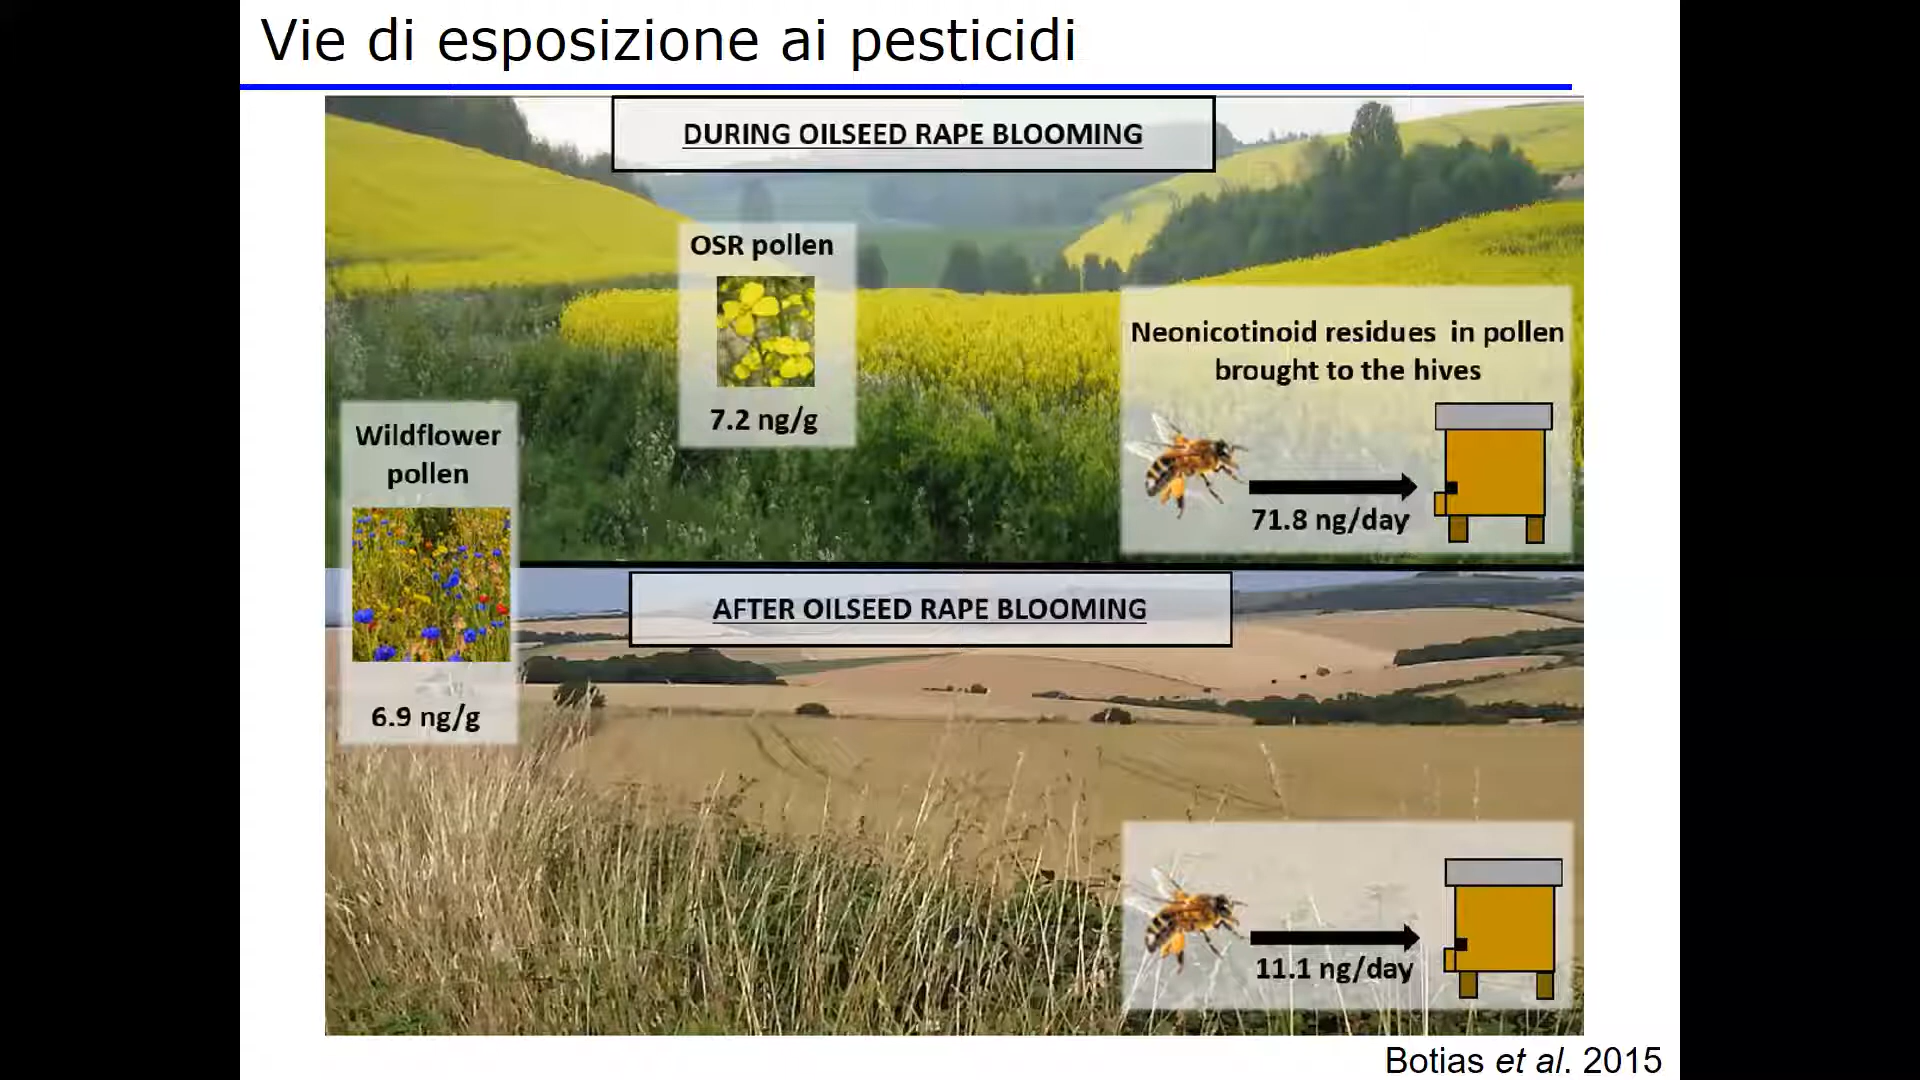 Vie di esposizione ai pesticidi
DURING OILSEED RAPE BLOOMING
OSR pollen
7.2 ng/g
Neonicotinoid residues in pollen
brought to the hives
71.8 ng/day
Wildflower
pollen
6.9 ng/g
AFTER OILSEED RAPE BLOOMING
11.1 ng/day
Botias et al. 2015